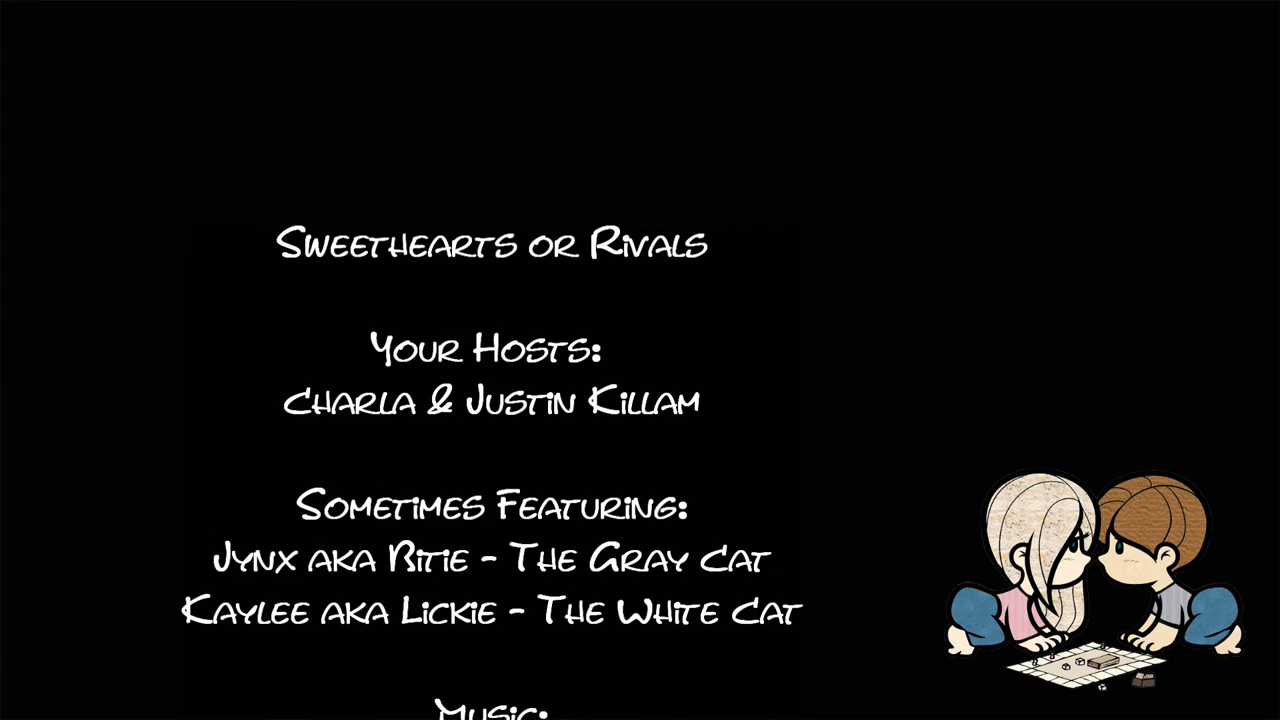 Sweethearts or Rivals
Your Hosts:
Charla & Justin Killam
Sometimes Featuring:
Jynx aka Bitie - The Gray Cat
Kaylee aka Lickie - The White Cat
Music: